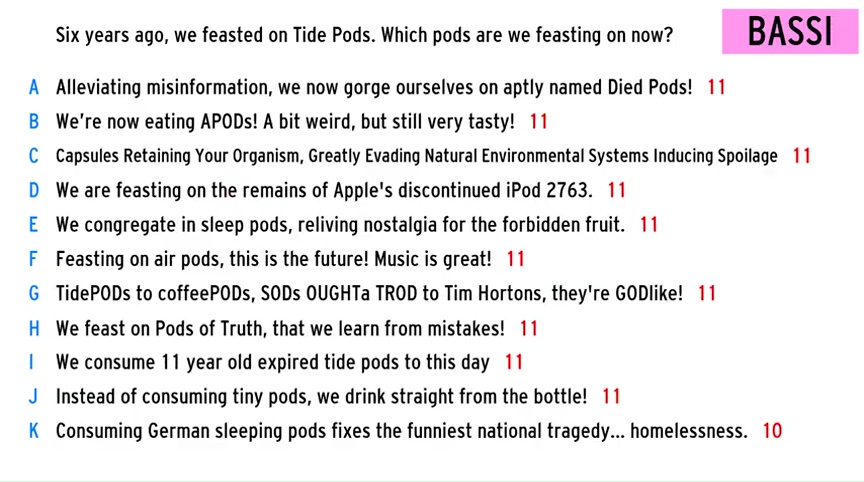 Six years ago, we feasted on Tide Pods. Which pods are we feasting on now?
BASSI
A Alleviating misinformation, we now gorge ourselves on aptly named Died Pods! 11
B We're now eating APODs! A bit weird, but still very tasty! 11
C Capsules Retaining Your Organism, Greatly Evading Natural Environmental Systems Inducing Spoilage 11
D We are feasting on the remains of Apple's discontinued iPod 2763. 11
E We congregate in sleep pods, reliving nostalgia for the forbidden fruit. 11
F Feasting on air pods, this is the future! Music is great! 11
G TidePODs to coffeePODs, SODs OUGHTa TROD to Tim Hortons, they're GODlike! 11
H We feast on Pods of Truth, that we learn from mistakes! 11
I We consume 11 year old expired tide pods to this day 11
J Instead of consuming tiny pods, we drink straight from the bottle! 11
K Consuming German sleeping pods fixes the funniest national tragedy... homelessness. 10